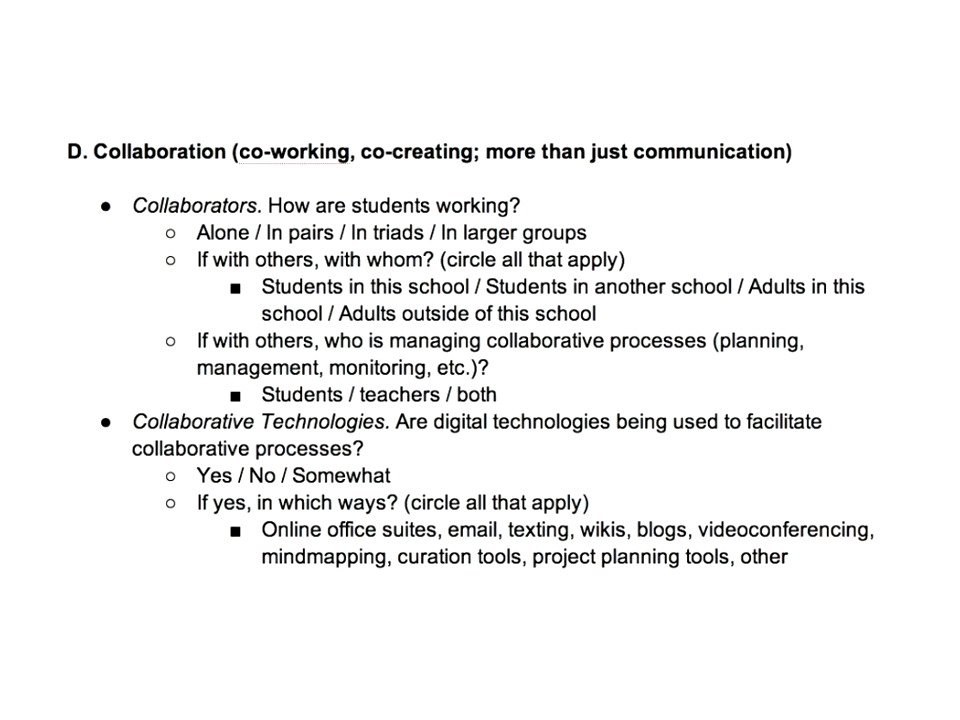 D. Collaboration (co-working, co-creating; more than just communication)
● Collaborators. How are students working?
○ Alone / In pairs / In triads / In larger groups
○ If with others, with whom? (circle all that apply)
■ Students in this school / Students in another school / Adults in this
school / Adults outside of this school
○ If with others, who is managing collaborative processes (planning,
management, monitoring, etc.)?
■ Students / teachers / both
● Collaborative Technologies. Are digital technologies being used to facilitate
collaborative processes?
○ Yes / No / Somewhat
○ If yes, in which ways? (circle all that apply)
■ Online office suites, email, texting, wikis, blogs, videoconferencing,
mindmapping, curation tools, project planning tools, other